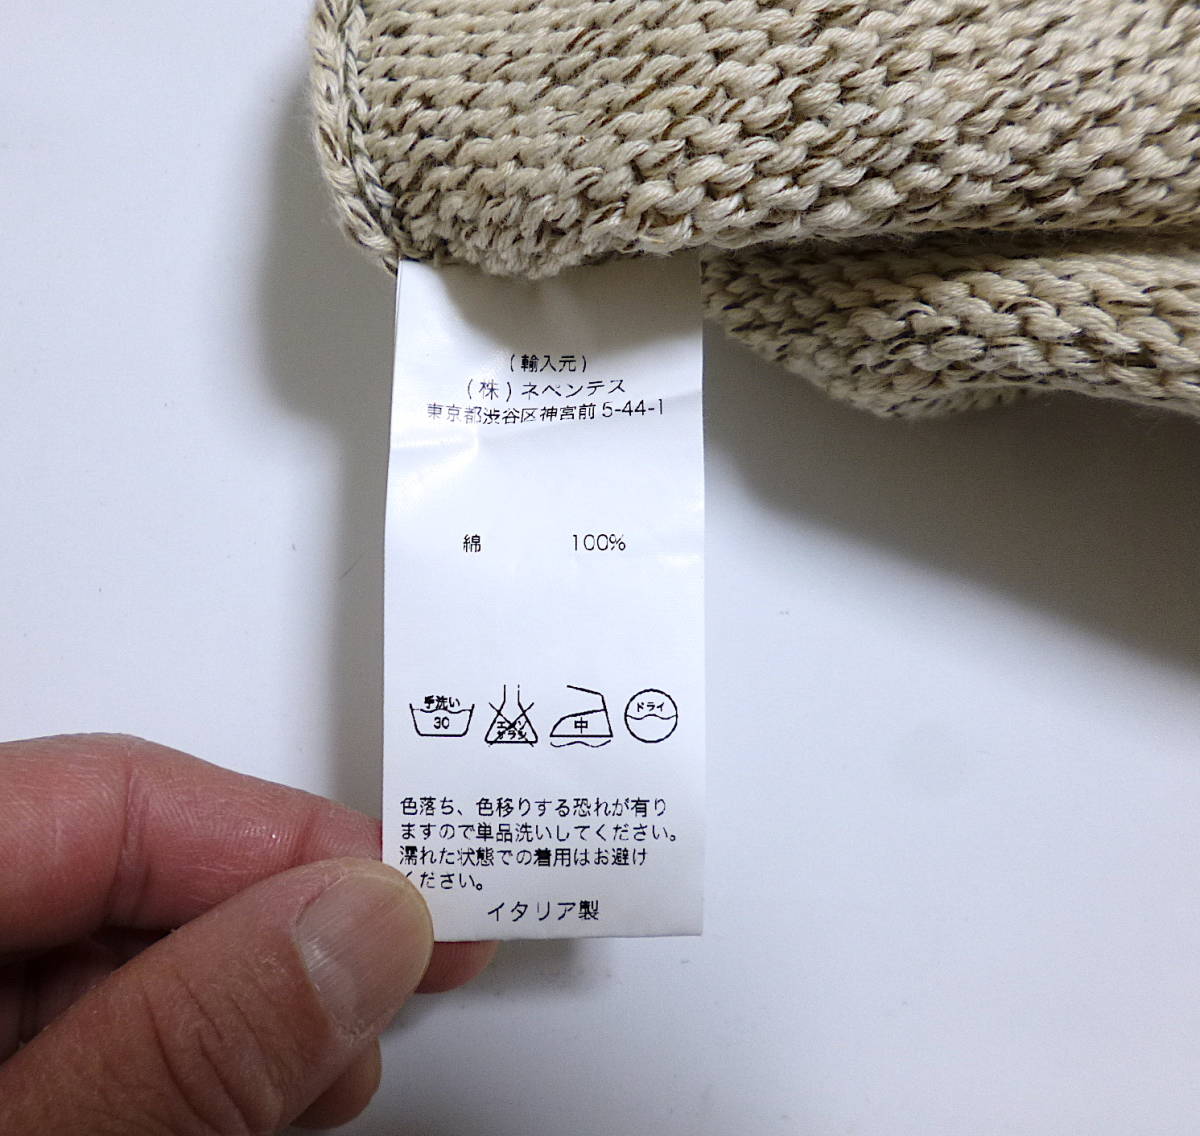 (輸入元)
(株)ネペンテス
東京都渋谷区神宮前5-44-1
綿 100%
手洗い
30
エンソ
サラシ
中
ドライ
色落ち、色移りする恐れが有り
ますので単品洗いしてください。
濡れた状態での着用はお避け
ください。
イタリア製